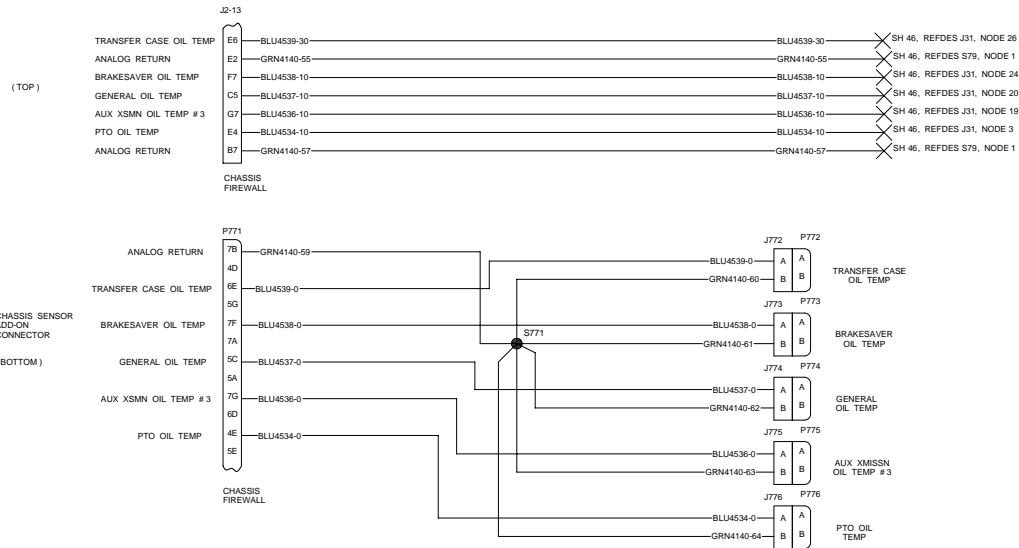 J2-13
TRANSFER CASE OIL TEMP E6 BLU4539-30 BLU4539-30 SH 46, REFDES J31, NODE 26
ANALOG RETURN E2 GRN4140-55 GRN4140-55 SH 46, REFDES S79, NODE 1
BRAKESAVER OIL TEMP F7 BLU4538-10 BLU4538-10 SH 46, REFDES J31, NODE 24
(TOP)
GENERAL OIL TEMP C5 BLU4537-10 BLU4537-10 SH 46, REFDES J31, NODE 20
AUX XSMN OIL TEMP #3 G7 BLU4536-10 BLU4536-10 SH 46, REFDES J31, NODE 19
PTO OIL TEMP E4 BLU4534-10 BLU4534-10 SH 46, REFDES J31, NODE 3
ANALOG RETURN B7 GRN4140-57 GRN4140-57 SH 46, REFDES S79, NODE 1
CHASSIS
FIREWALL
P771
ANALOG RETURN 7B GRN4140-59
4D
TRANSFER CASE OIL TEMP 6E BLU4539-0
5G
BRAKESAVER OIL TEMP 7F BLU4538-0
7A
GENERAL OIL TEMP 5C BLU4537-0
5A
AUX XSMN OIL TEMP #3 7G BLU4536-0
6D
PTO OIL TEMP 4E BLU4534-0
5E
CHASSIS
FIREWALL
CHASSIS SENSOR
ADD-ON
CONNECTOR
BOTTOM)
S771
J772 P772
BLU4539-0 A A
GRN4140-60 B B
TRANSFER CASE
OIL TEMP
J773 P773
BLU4538-0 A A
GRN4140-61 B B
BRAKESAVER
OIL TEMP
J774 P774
BLU4537-0 A A
GRN4140-62 B B
GENERAL
OIL TEMP
J775 P775
BLU4536-0 A A
GRN4140-63 B B
AUX XMISSN
OIL TEMP #3
J776 P776
BLU4534-0 A A
GRN4140-64 B B
PTO OIL
TEMP